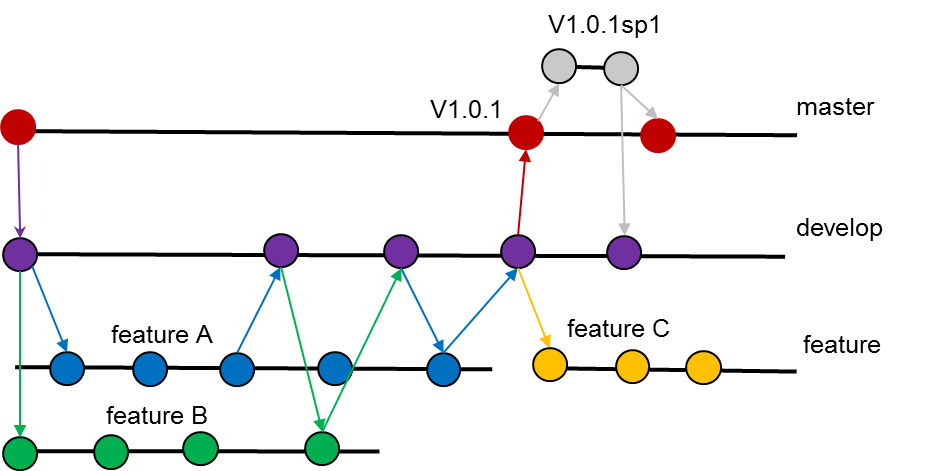 V1.0.1sp1
V1.0.1
master
develop
feature A
feature C
feature
feature B